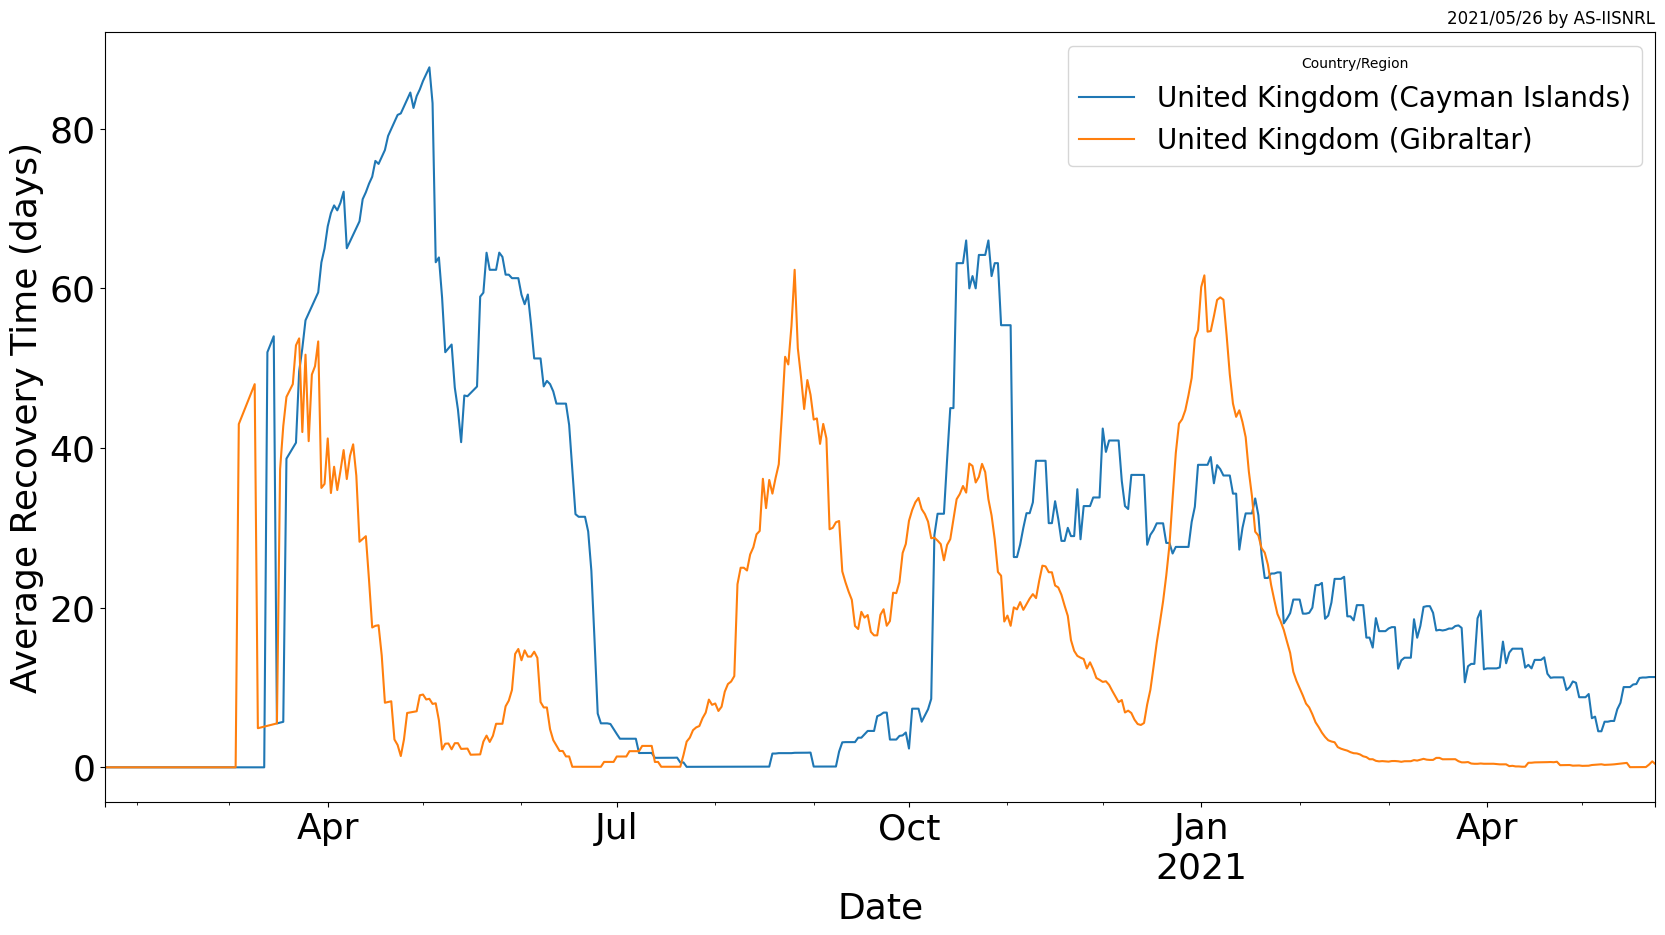 2021/05/26 by AS-IISNRL
Country/Region
United Kingdom (Cayman Islands)
United Kingdom (Gibraltar)
Average Recovery Time (days)
80
60
40
20
0
Apr
Jul
Oct
Jan
2021
Apr
Date